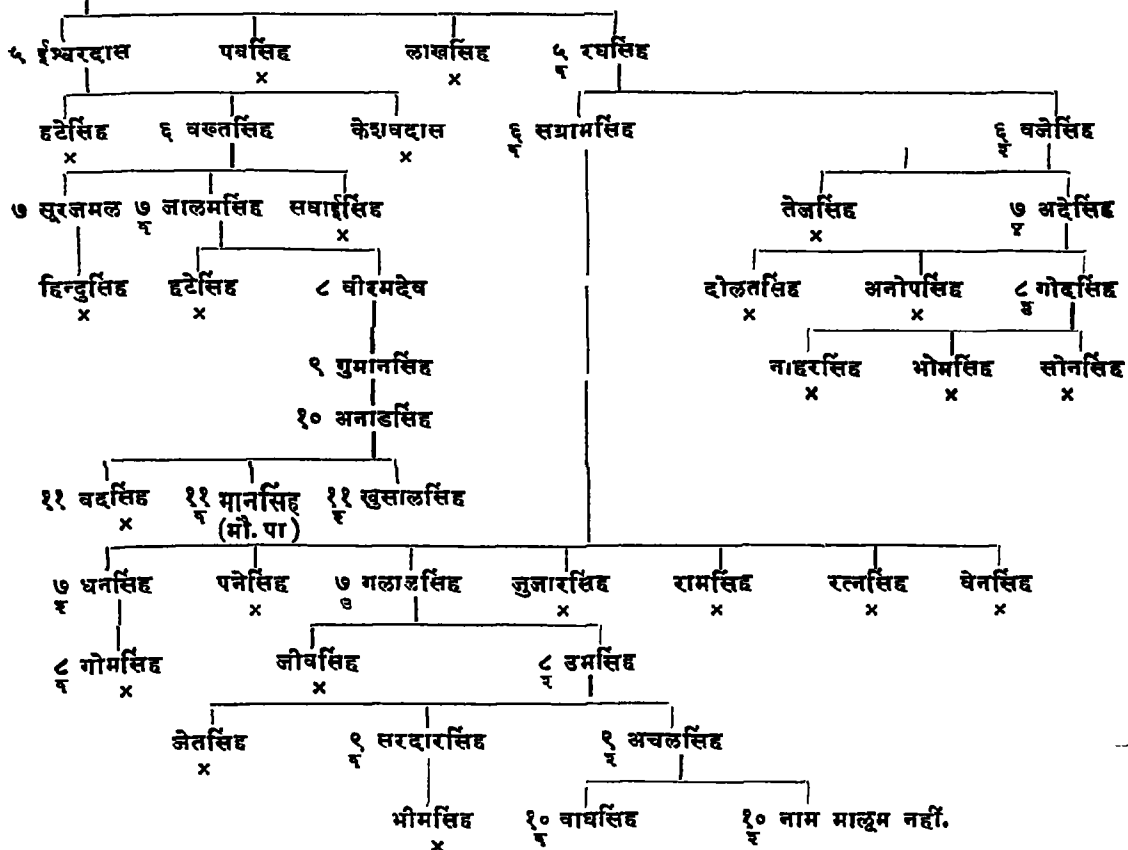 ५ ईश्वरदास पषसिंह × लाखसिंह × ५ रघसिंह
हटेसिंह × ६ वख्तसिंह केशवदास × ६ सग्रामसिंह ६ वजेसिंह
७ सूरजमल ७ जालमसिंह सवाईसिंह × तेजसिंह × ७ अदेसिंह
हिन्दुसिंह × हटेसिंह × ८ वीरमदेव दोलतसिंह × अनोपसिंह × ८ गोदसिंह
९ गुमानसिंह नाहरसिंह × भोमसिंह × सोनसिंह ×
१० अनाडसिंह
११ वदसिंह × ११ मानसिंह ११ खुसालसिंह
(मौ. पा)
७ धनसिंह पनेसिंह × ७ गलालसिंह जुजारसिंह × रामसिंह × रत्नसिंह × वेनसिंह ×
८ गोमसिंह × जीवसिंह × ८ उमसिंह
जेतसिंह × ९ सरदारसिंह ९ अचलसिंह
भीमसिंह × १० वाघसिंह १० नाम मालूम नहीं.